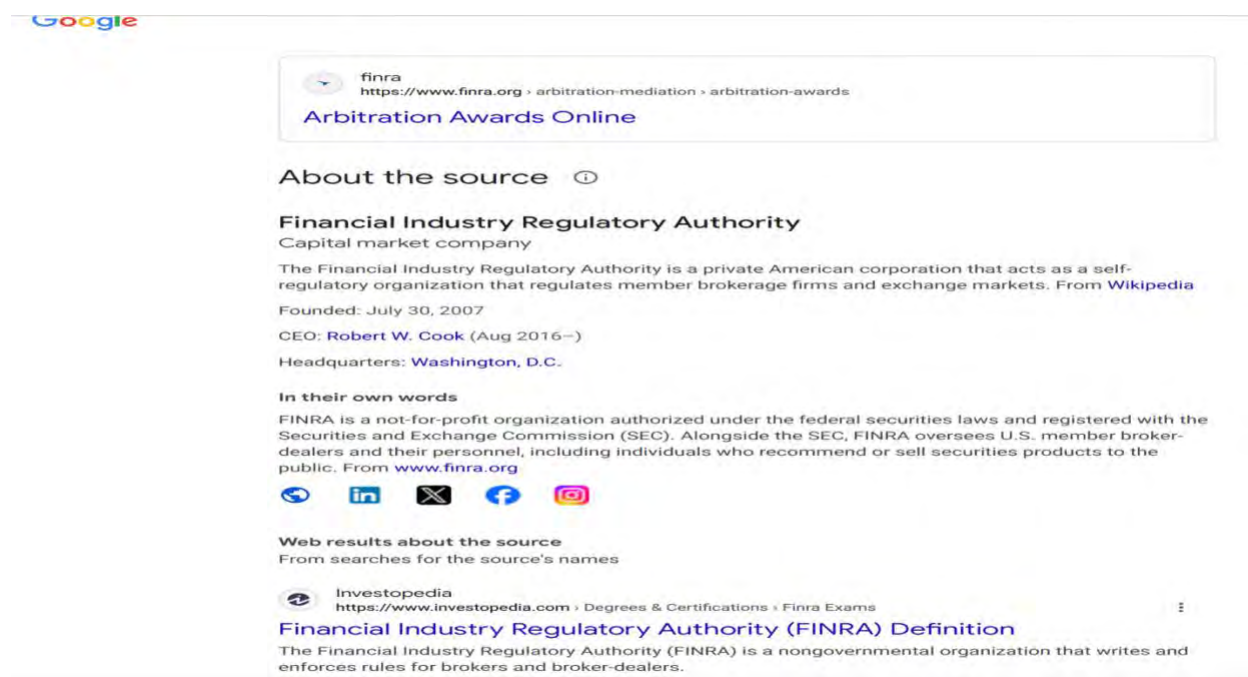 Google
finra
https://www.finra.org › arbitration-mediation › arbitration-awards
Arbitration Awards Online
About the source
Financial Industry Regulatory Authority
Capital market company
The Financial Industry Regulatory Authority is a private American corporation that acts as a self-
regulatory organization that regulates member brokerage firms and exchange markets. From Wikipedia
Founded: July 30, 2007
CEO: Robert W. Cook (Aug 2016–)
Headquarters: Washington, D.C.
In their own words
FINRA is a not-for-profit organization authorized under the federal securities laws and registered with the
Securities and Exchange Commission (SEC). Alongside the SEC, FINRA oversees U.S. member broker-
dealers and their personnel, including individuals who recommend or sell securities products to the
public. From www.finra.org
Web results about the source
From searches for the source's names
Investopedia
https://www.investopedia.com › Degrees & Certifications › Finra Exams
Financial Industry Regulatory Authority (FINRA) Definition
The Financial Industry Regulatory Authority (FINRA) is a nongovernmental organization that writes and
enforces rules for brokers and broker-dealers.